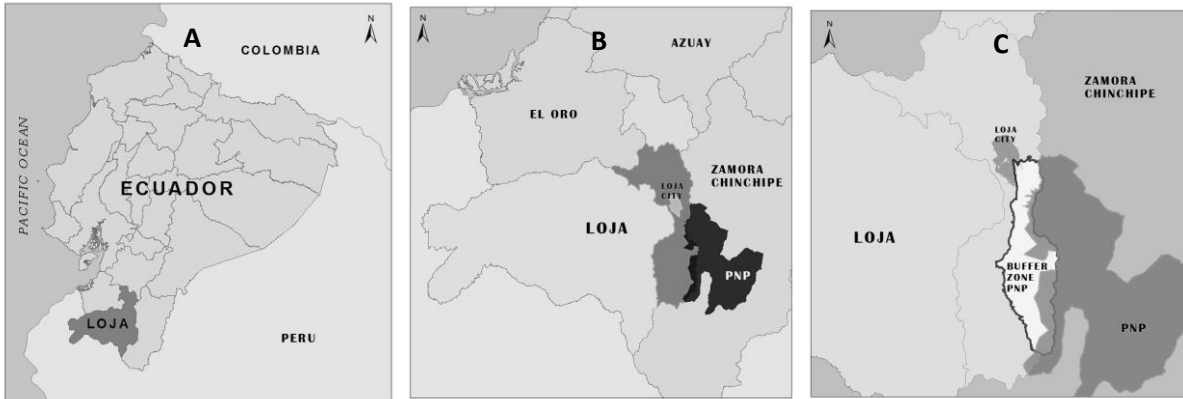 A
N
COLOMBIA
PACIFIC OCEAN
ECUADOR
LOJA
PERU
B
N
AZUAY
EL ORO
ZAMORA
CHINCHIPE
LOJA
CITY
LOJA
PNP
C
N
ZAMORA
CHINCHIPE
LOJA
CITY
LOJA
BUFFER
ZONE
PNP
PNP